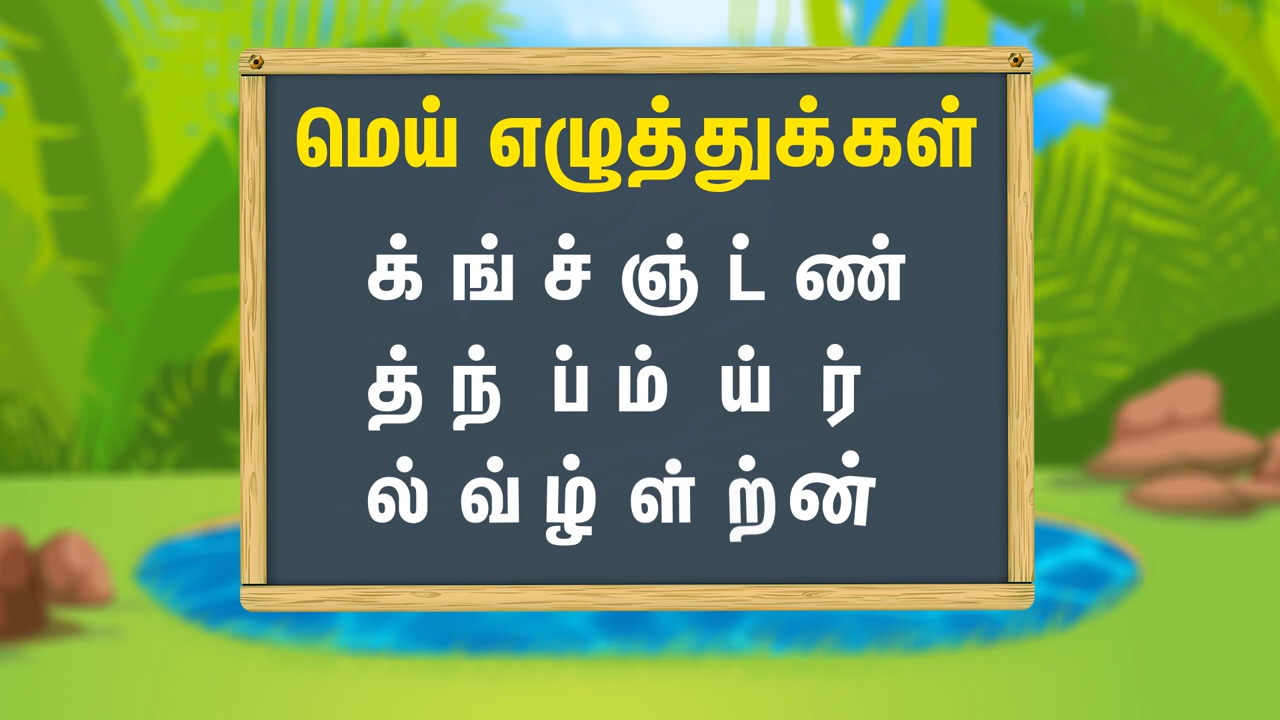 மெய் எழுத்துக்கள்
க் ங் ச் ஞ் ட் ண்
த் ந் ப் ம் ய் ர்
ல் வ் ழ் ள் ற் ன்